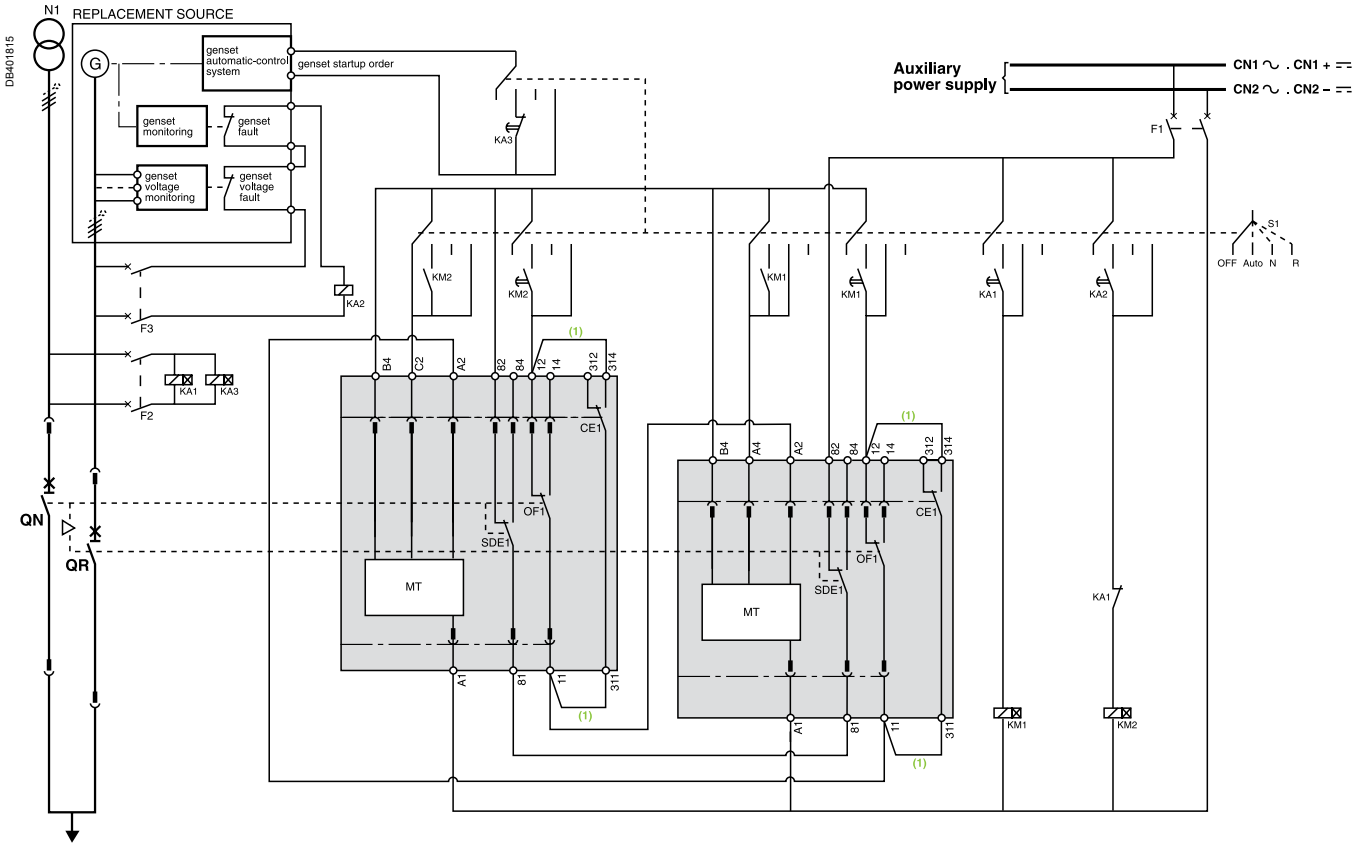 N1
REPLACEMENT SOURCE
DB401815
G
genset
automatic-control
system
genset startup order
genset
monitoring
genset
fault
genset
voltage
monitoring
genset
voltage
fault
KA3
Auxiliary
power supply
CN1 ∿ . CN1 + ⎓
CN2 ∿ . CN2 – ⎓
F1
S1
OFF Auto N R
KA2
F3
KM2
KM2
KM1
KM1
KA1
KA2
KA1
KA3
F2
(1)
B4
C2
A2
82
84
12
14
312
314
CE1
OF1
SDE1
MT
A1
81
11
311
(1)
(1)
B4
A4
A2
82
84
12
14
312
314
CE1
OF1
SDE1
MT
A1
81
11
311
(1)
QN
QR
KA1
KM1
KM2